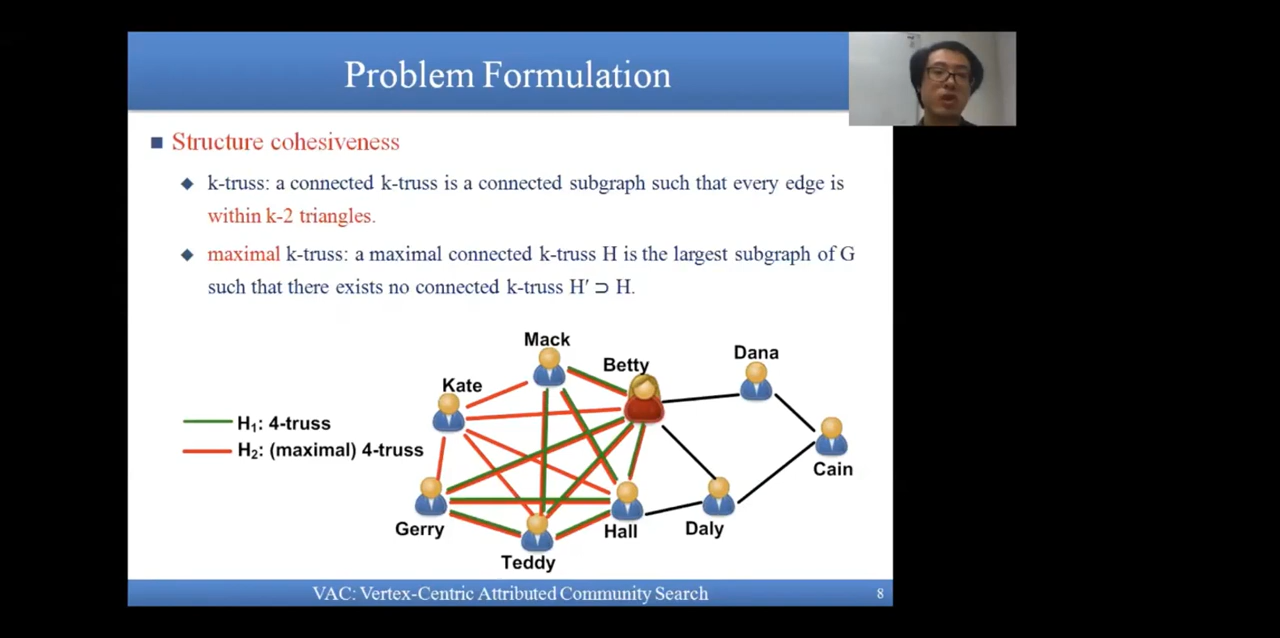 Problem Formulation
Structure cohesiveness
k-truss: a connected k-truss is a connected subgraph such that every edge is
within k-2 triangles.
maximal k-truss: a maximal connected k-truss H is the largest subgraph of G
such that there exists no connected k-truss H′ ⊃ H.
Mack
Betty
Dana
Kate
H₁: 4-truss
H₂: (maximal) 4-truss
Cain
Gerry
Hall
Daly
Teddy
VAC: Vertex-Centric Attributed Community Search
8